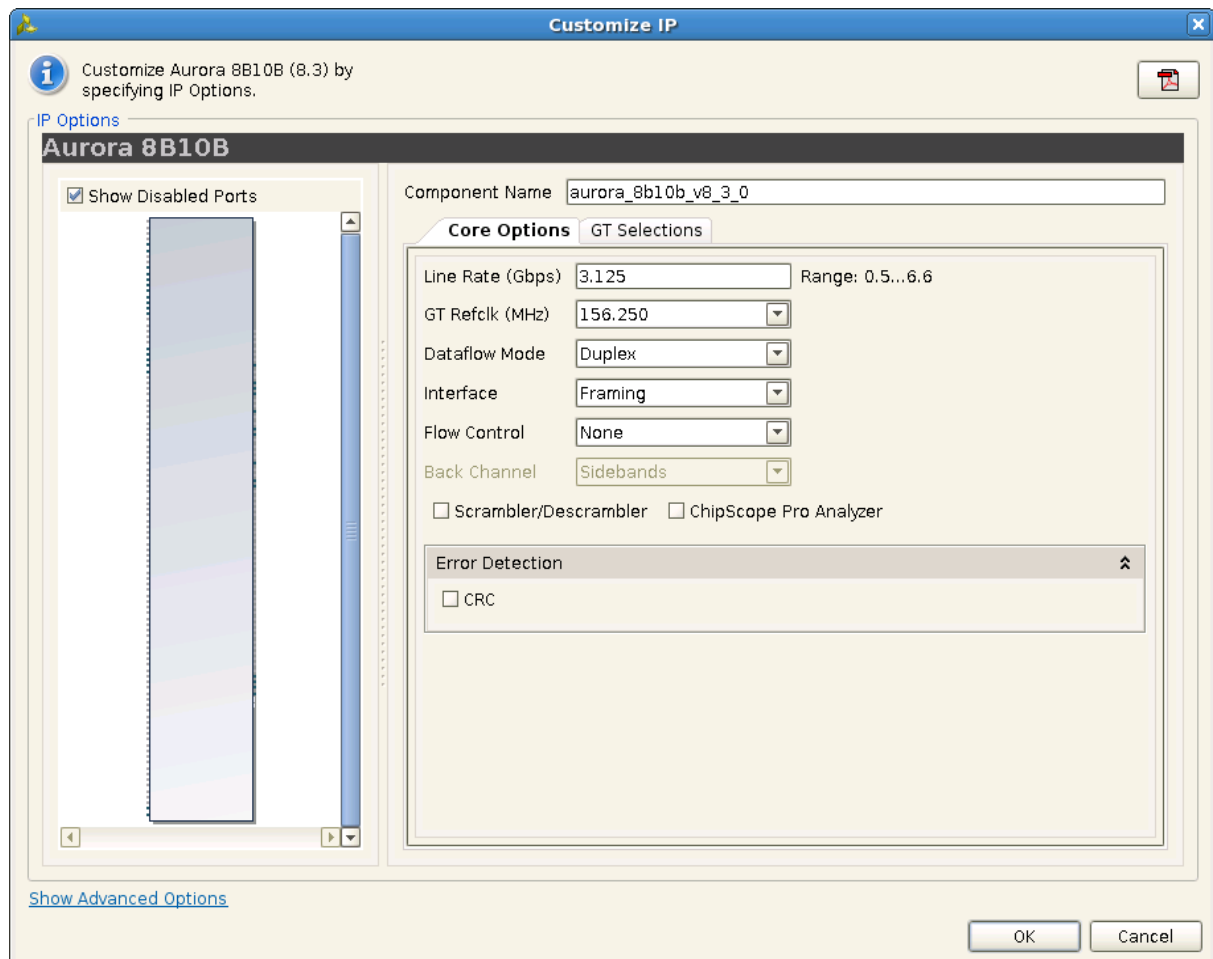 Customize IP
Customize Aurora 8B10B (8.3) by
specifying IP Options.
IP Options
Aurora 8B10B
Show Disabled Ports
Component Name aurora_8b10b_v8_3_0
Core Options GT Selections
Line Rate (Gbps) 3.125 Range: 0.5...6.6
GT Refclk (MHz) 156.250
Dataflow Mode Duplex
Interface Framing
Flow Control None
Back Channel Sidebands
Scrambler/Descrambler ChipScope Pro Analyzer
Error Detection
CRC
Show Advanced Options
OK Cancel